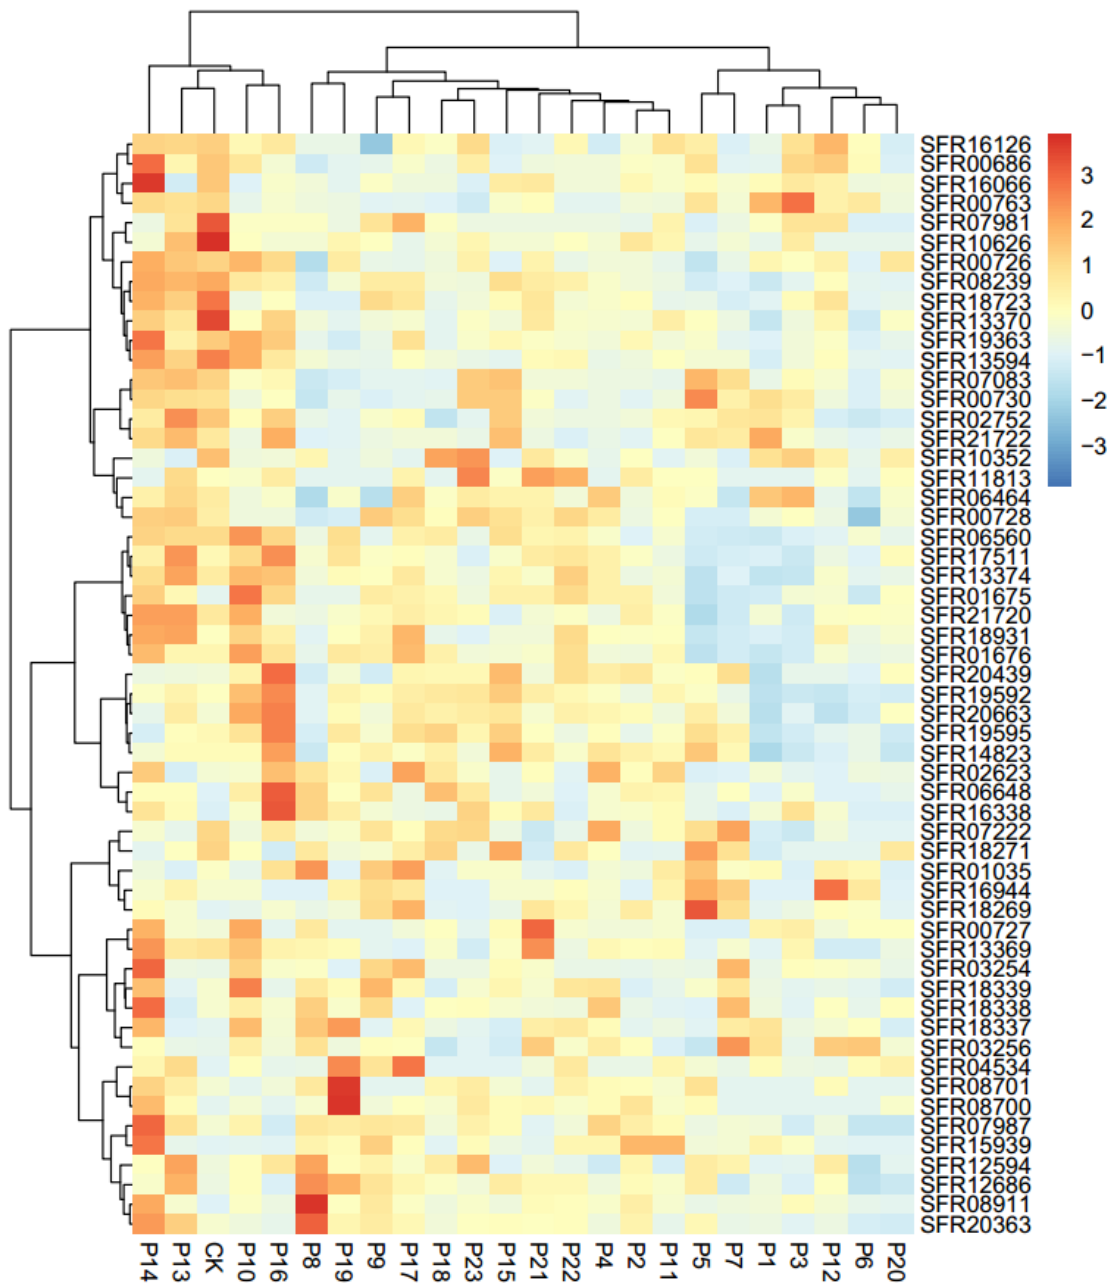 SFR16126
SFR00686
SFR16066
SFR00763
SFR07981
SFR10626
SFR00726
SFR08239
SFR18723
SFR13370
SFR19363
SFR13594
SFR07083
SFR00730
SFR02752
SFR21722
SFR10352
SFR11813
SFR06464
SFR00728
SFR06560
SFR17511
SFR13374
SFR01675
SFR21720
SFR18931
SFR01676
SFR20439
SFR19592
SFR20663
SFR19595
SFR14823
SFR02623
SFR06648
SFR16338
SFR07222
SFR18271
SFR01035
SFR16944
SFR18269
SFR00727
SFR13369
SFR03254
SFR18339
SFR18338
SFR18337
SFR03256
SFR04534
SFR08701
SFR08700
SFR07987
SFR15939
SFR12594
SFR12686
SFR08911
SFR20363
3
2
1
0
−1
−2
−3
P14
P13
CK
P10
P16
P8
P19
P9
P17
P18
P23
P15
P21
P22
P4
P2
P11
P5
P7
P1
P3
P12
P6
P20